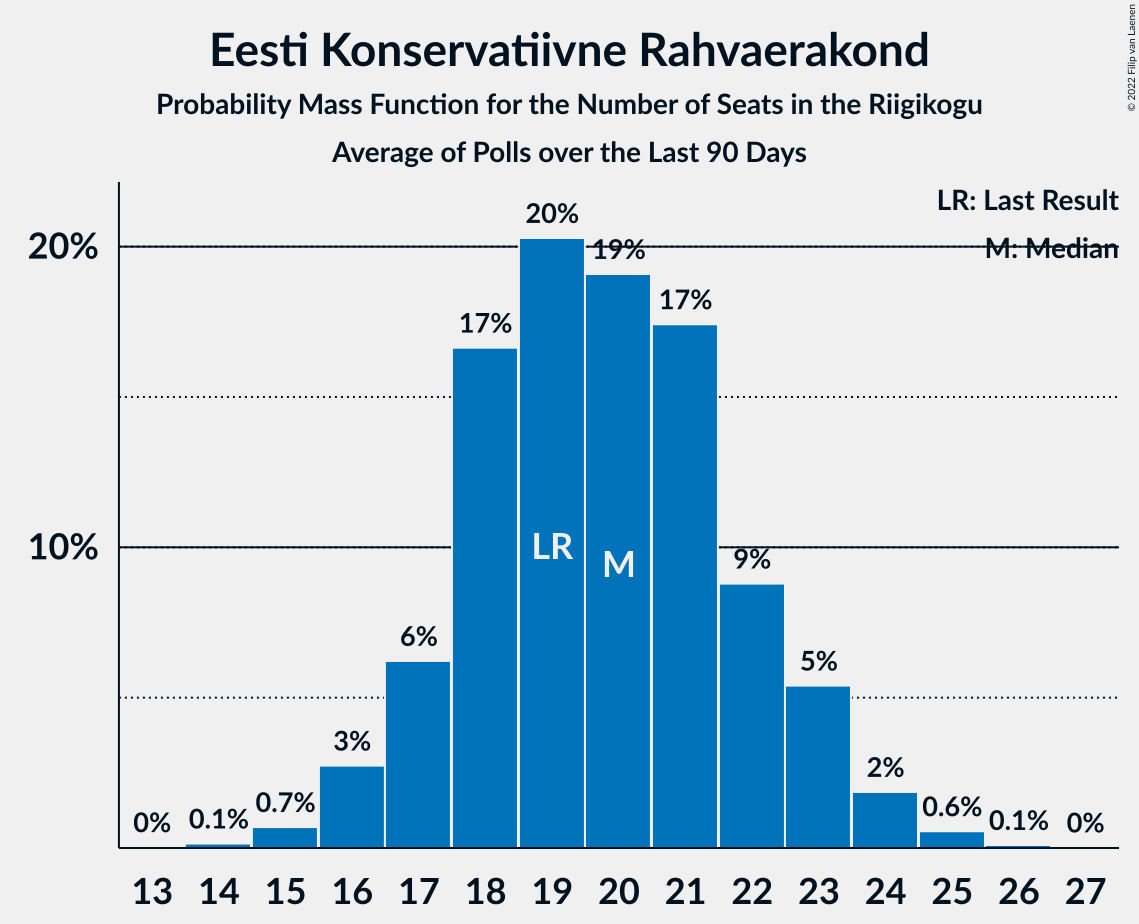 Eesti Konservatiivne Rahvaerakond
Probability Mass Function for the Number of Seats in the Riigikogu
Average of Polls over the Last 90 Days
© 2022 Filip van Laenen
LR: Last Result
M: Median
20%
10%
0%
0.1%
0.7%
3%
6%
17%
20%
19%
17%
9%
5%
2%
0.6%
0.1%
0%
LR
M
13 14 15 16 17 18 19 20 21 22 23 24 25 26 27